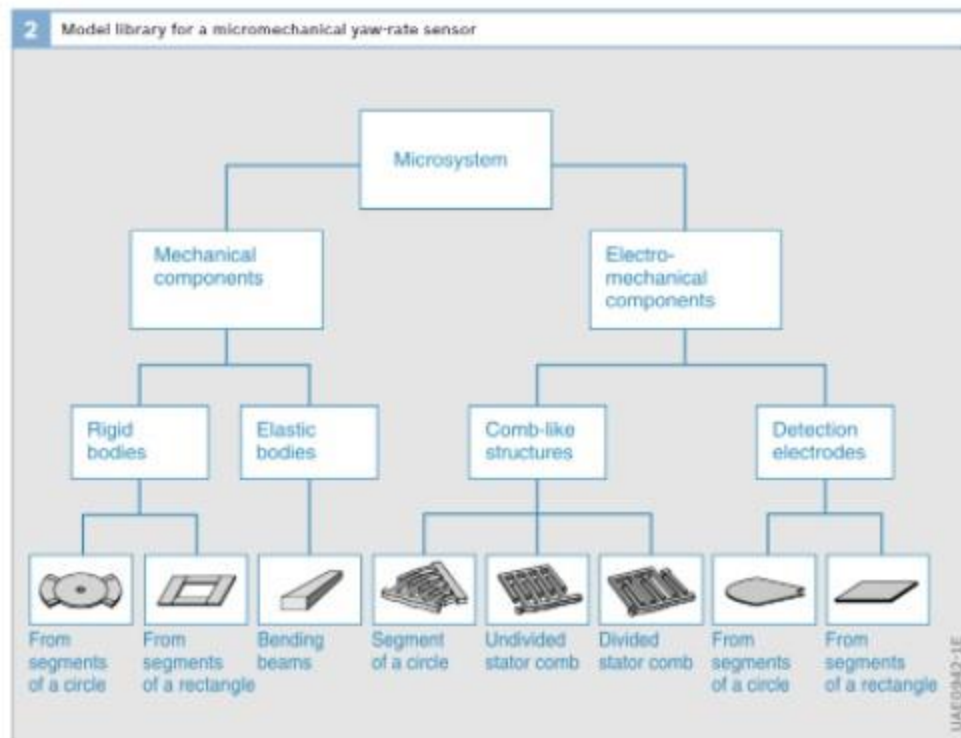 2 Model library for a micromechanical yaw-rate sensor
Microsystem
Mechanical
components
Electro-
mechanical
components
Rigid
bodies
Elastic
bodies
Comb-like
structures
Detection
electrodes
From
segments
of a circle
From
segments
of a rectangle
Bending
beams
Segment
of a circle
Undivided
stator comb
Divided
stator comb
From
segments
of a circle
From
segments
of a rectangle
UAE0942-1E